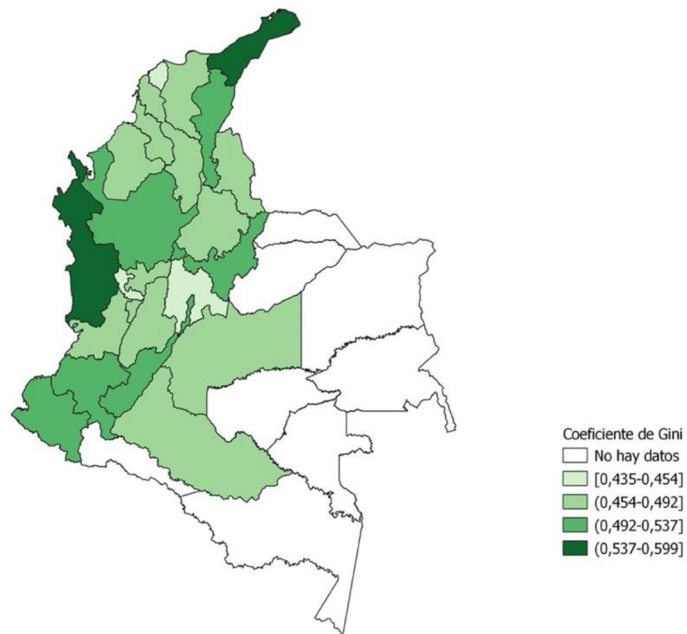 Coeficiente de Gini
No hay datos
[0,435-0,454]
(0,454-0,492]
(0,492-0,537]
(0,537-0,599]